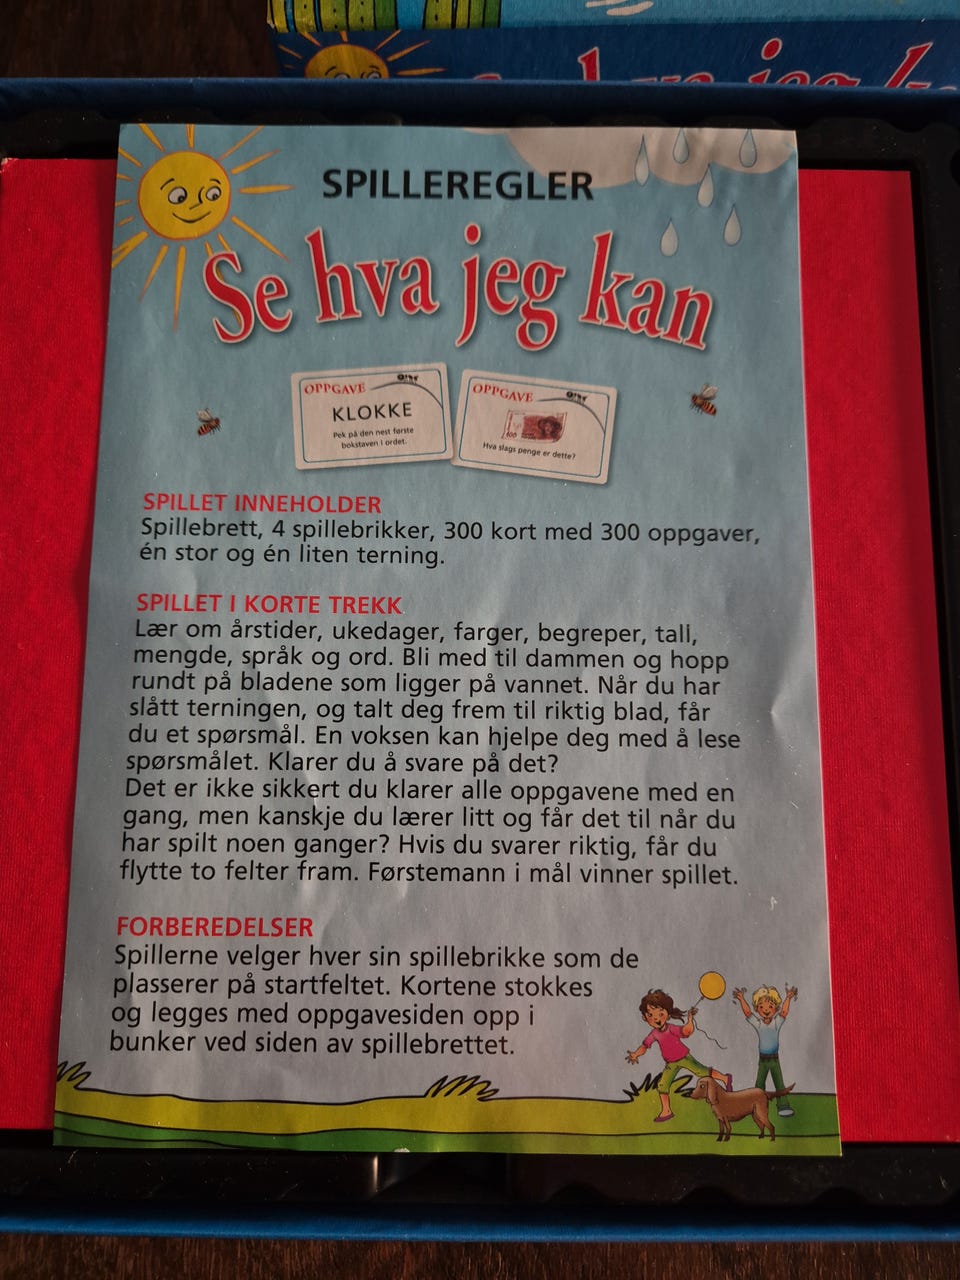 SPILLEREGLER
Se hva jeg kan
OPPGAVE
KLOKKE
Pek på den nest første
bokstaven i ordet.
OPPGAVE
100
Hva slags penge er dette?
SPILLET INNEHOLDER
Spillebrett, 4 spillebrikker, 300 kort med 300 oppgaver,
én stor og én liten terning.
SPILLET I KORTE TREKK
Lær om årstider, ukedager, farger, begreper, tall,
mengde, språk og ord. Bli med til dammen og hopp
rundt på bladene som ligger på vannet. Når du har
slått terningen, og talt deg frem til riktig blad, får
du et spørsmål. En voksen kan hjelpe deg med å lese
spørsmålet. Klarer du å svare på det?
Det er ikke sikkert du klarer alle oppgavene med en
gang, men kanskje du lærer litt og får det til når du
har spilt noen ganger? Hvis du svarer riktig, får du
flytte to felter fram. Førstemann i mål vinner spillet.
FORBEREDELSER
Spillerne velger hver sin spillebrikke som de
plasserer på startfeltet. Kortene stokkes
og legges med oppgavesiden opp i
bunker ved siden av spillebrettet.